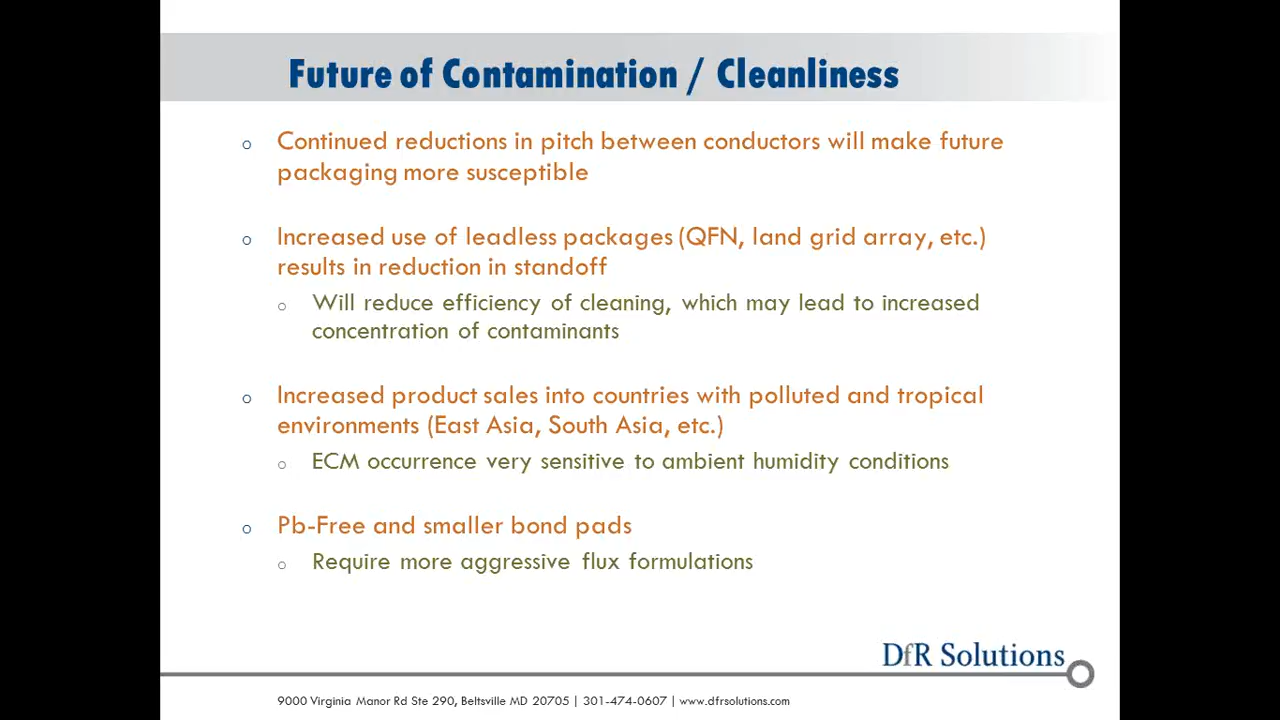 Future of Contamination / Cleanliness
Continued reductions in pitch between conductors will make future
packaging more susceptible
Increased use of leadless packages (QFN, land grid array, etc.)
results in reduction in standoff
Will reduce efficiency of cleaning, which may lead to increased
concentration of contaminants
Increased product sales into countries with polluted and tropical
environments (East Asia, South Asia, etc.)
ECM occurrence very sensitive to ambient humidity conditions
Pb-Free and smaller bond pads
Require more aggressive flux formulations
DfR Solutions
9000 Virginia Manor Rd Ste 290, Beltsville MD 20705 | 301-474-0607 | www.dfrsolutions.com